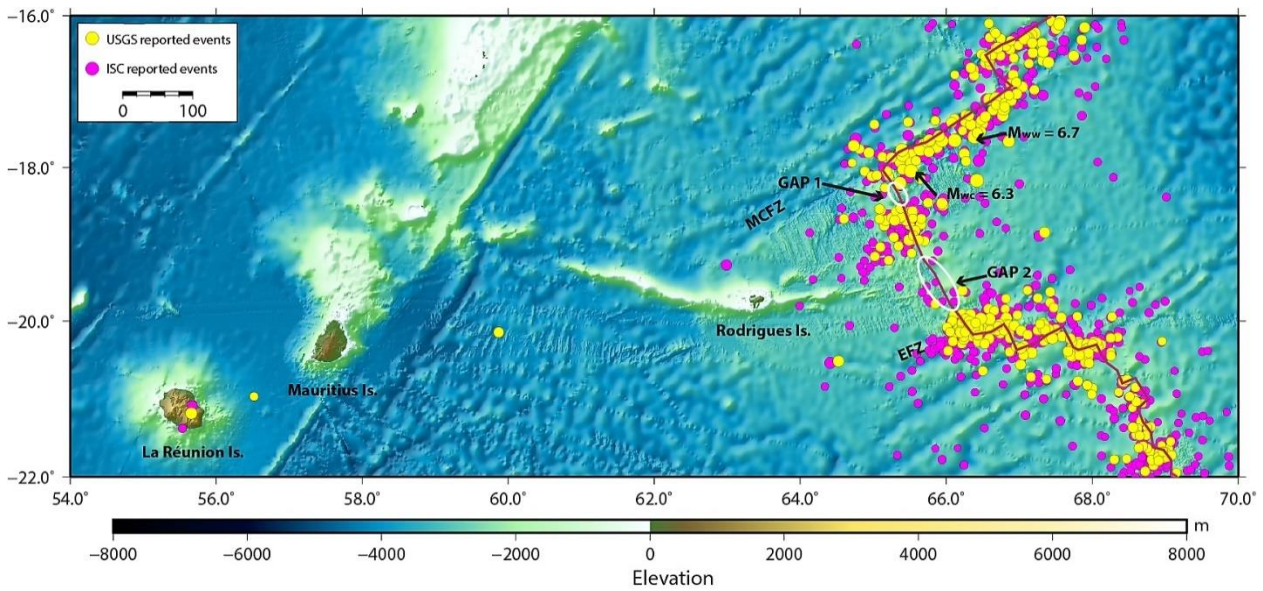 −16.0˚
USGS reported events
ISC reported events
0 100
M_ww = 6.7
−18.0˚
GAP 1
M_wc = 6.3
MCFZ
GAP 2
−20.0˚
Rodrigues Is.
EFZ
Mauritius Is.
La Réunion Is.
−22.0˚
54.0˚ 56.0˚ 58.0˚ 60.0˚ 62.0˚ 64.0˚ 66.0˚ 68.0˚ 70.0˚
m
−8000 −6000 −4000 −2000 0 2000 4000 6000 8000
Elevation